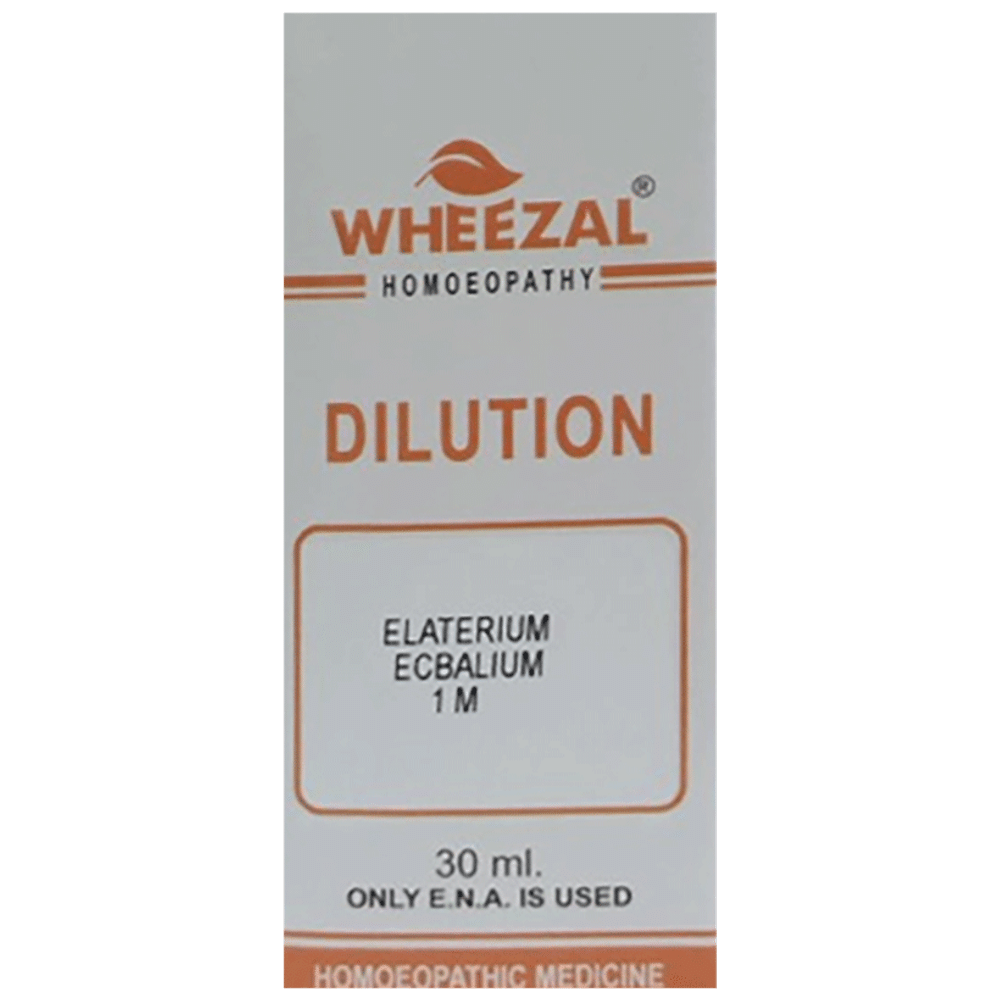 WHEEZAL®
HOMOEOPATHY
DILUTION
ELATERIUM
ECBALIUM
1 M
30 ml.
ONLY E.N.A. IS USED
HOMOEOPATHIC MEDICINE